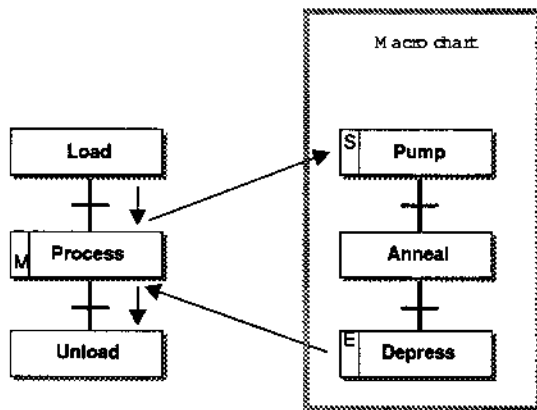 Macro chart
Load
S
Pump
M
Process
Anneal
Unload
E
Depress